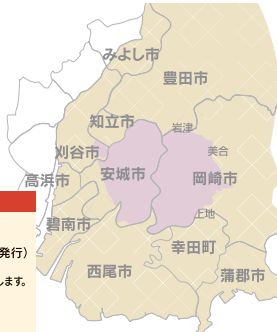 みよし市
豊田市
知立市
岩津
刈谷市
美合
安城市
岡崎市
高浜市
上地
碧南市
幸田町
発行）
西尾市
蒲郡市
します。